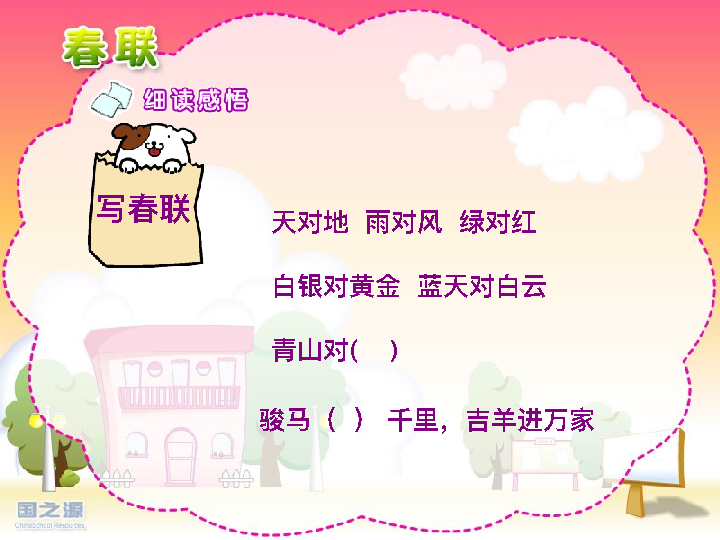 春联
细读感悟
写春联
天对地 雨对风 绿对红
白银对黄金 蓝天对白云
青山对( )
骏马（ ） 千里，吉羊进万家
国之源
ChinaSchool Resources